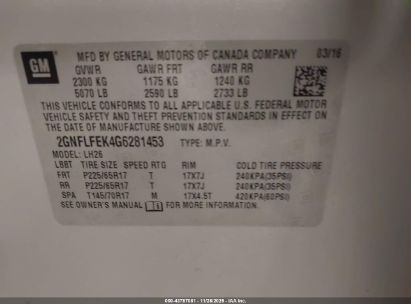 GM
MFD BY GENERAL MOTORS OF CANADA COMPANY 03/16
GVWR GAWR FRT GAWR RR
2300 KG 1175 KG 1240 KG
5070 LB 2590 LB 2733 LB
THIS VEHICLE CONFORMS TO ALL APPLICABLE U.S. FEDERAL MOTOR
VEHICLE SAFETY AND THEFT PREVENTION STANDARDS IN EFFECT ON
THE DATE OF MANUFACTURE SHOWN ABOVE.
2GNFLFEK4G6281453 TYPE: M.P.V.
MODEL: LH26
LBBT TIRE SIZE SPEED RTG RIM COLD TIRE PRESSURE
FRT P225/65R17 T 17X7J 240KPA(35PSI)
RR P225/65R17 T 17X7J 240KPA(35PSI)
SPA T145/70R17 M 17X4.5T 420KPA(60PSI)
SEE OWNER'S MANUAL FOR MORE INFORMATION.